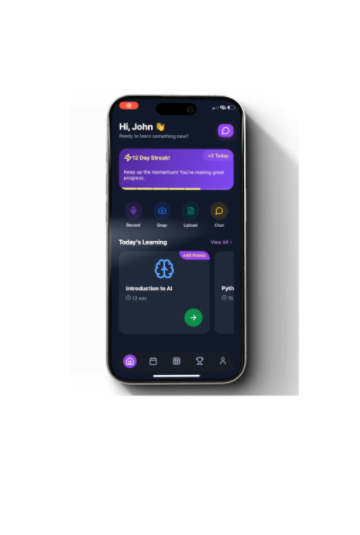 Hi, John 👋
Ready to learn something new?
12 Day Streak!
+3 Today
Keep up the momentum! You're making great
progress.
Record
Snap
Upload
Chat
Today's Learning
View All ›
+50 Points
Introduction to AI
12 min
Pyth
15